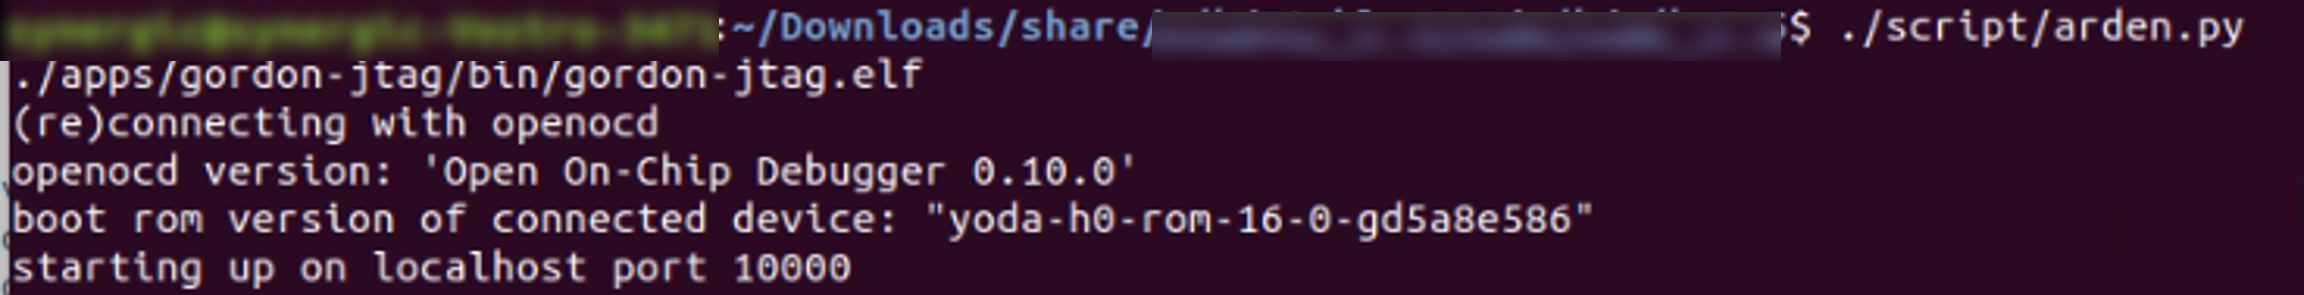 :~/Downloads/share/ $ ./script/arden.py
./apps/gordon-jtag/bin/gordon-jtag.elf
(re)connecting with openocd
openocd version: 'Open On-Chip Debugger 0.10.0'
boot rom version of connected device: "yoda-h0-rom-16-0-gd5a8e586"
starting up on localhost port 10000